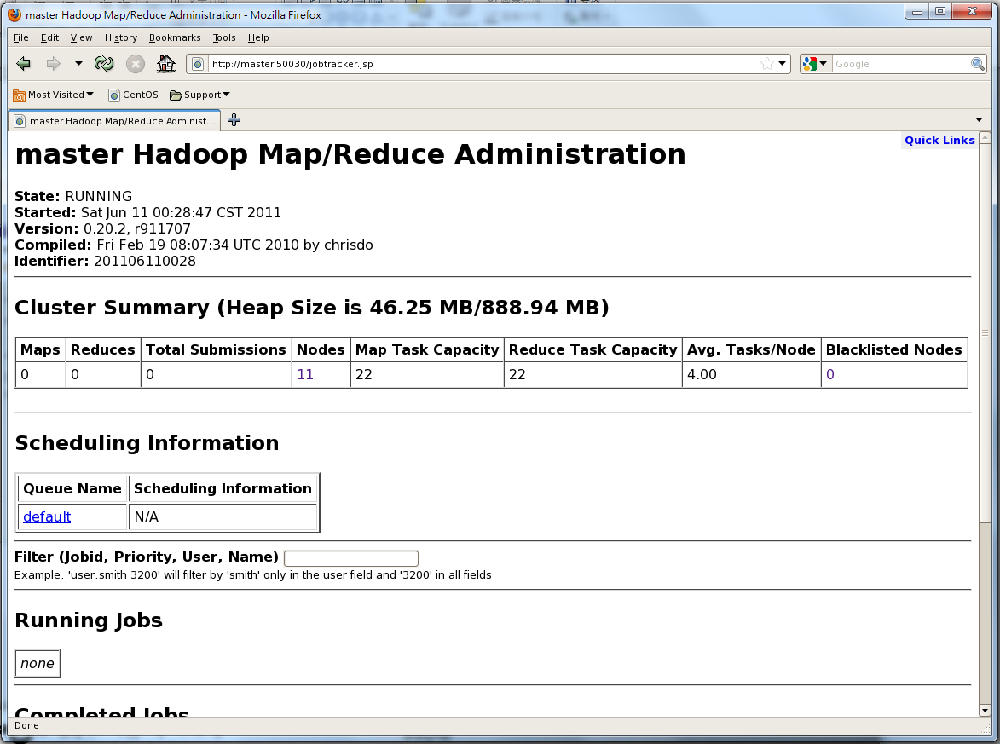 master Hadoop Map/Reduce Administration - Mozilla Firefox
File Edit View History Bookmarks Tools Help
http://master:50030/jobtracker.jsp Google
Most Visited CentOS Support
master Hadoop Map/Reduce Administ...
Quick Links
master Hadoop Map/Reduce Administration
State: RUNNING
Started: Sat Jun 11 00:28:47 CST 2011
Version: 0.20.2, r911707
Compiled: Fri Feb 19 08:07:34 UTC 2010 by chrisdo
Identifier: 201106110028
Cluster Summary (Heap Size is 46.25 MB/888.94 MB)
Maps Reduces Total Submissions Nodes Map Task Capacity Reduce Task Capacity Avg. Tasks/Node Blacklisted Nodes
0 0 0 11 22 22 4.00 0
Scheduling Information
Queue Name Scheduling Information
default N/A
Filter (Jobid, Priority, User, Name)
Example: 'user:smith 3200' will filter by 'smith' only in the user field and '3200' in all fields
Running Jobs
none
Completed Jobs
Done